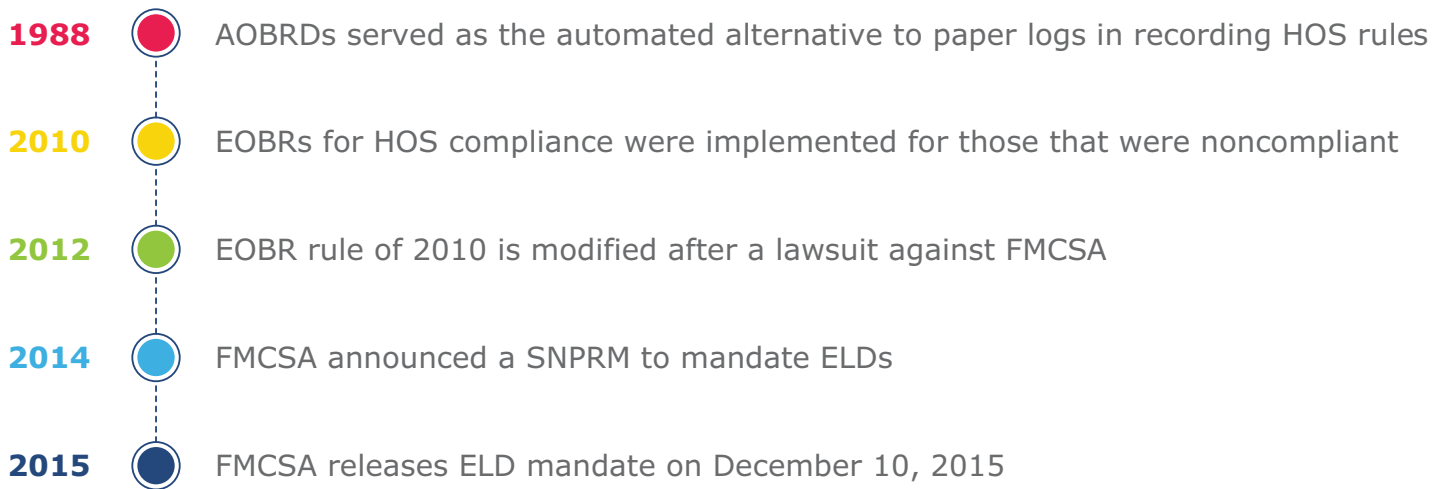 1988 AOBRDs served as the automated alternative to paper logs in recording HOS rules
2010 EOBRs for HOS compliance were implemented for those that were noncompliant
2012 EOBR rule of 2010 is modified after a lawsuit against FMCSA
2014 FMCSA announced a SNPRM to mandate ELDs
2015 FMCSA releases ELD mandate on December 10, 2015